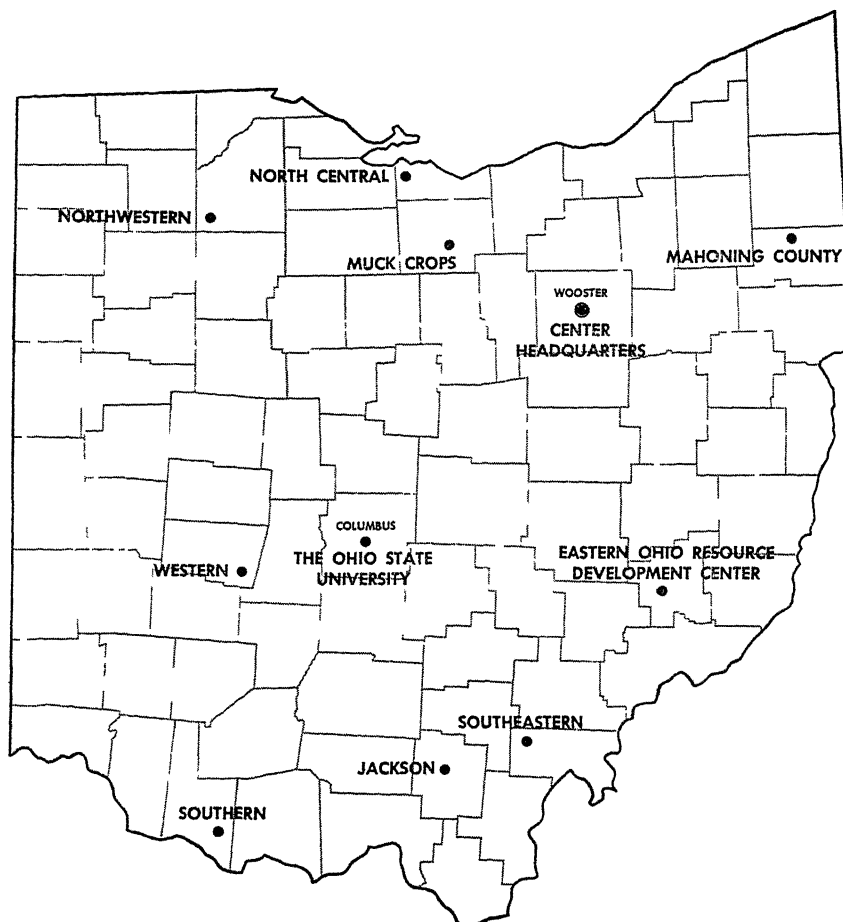 NORTH CENTRAL
NORTHWESTERN
MUCK CROPS
MAHONING COUNTY
WOOSTER
CENTER
HEADQUARTERS
COLUMBUS
THE OHIO STATE
UNIVERSITY
WESTERN
EASTERN OHIO RESOURCE
DEVELOPMENT CENTER
SOUTHEASTERN
JACKSON
SOUTHERN